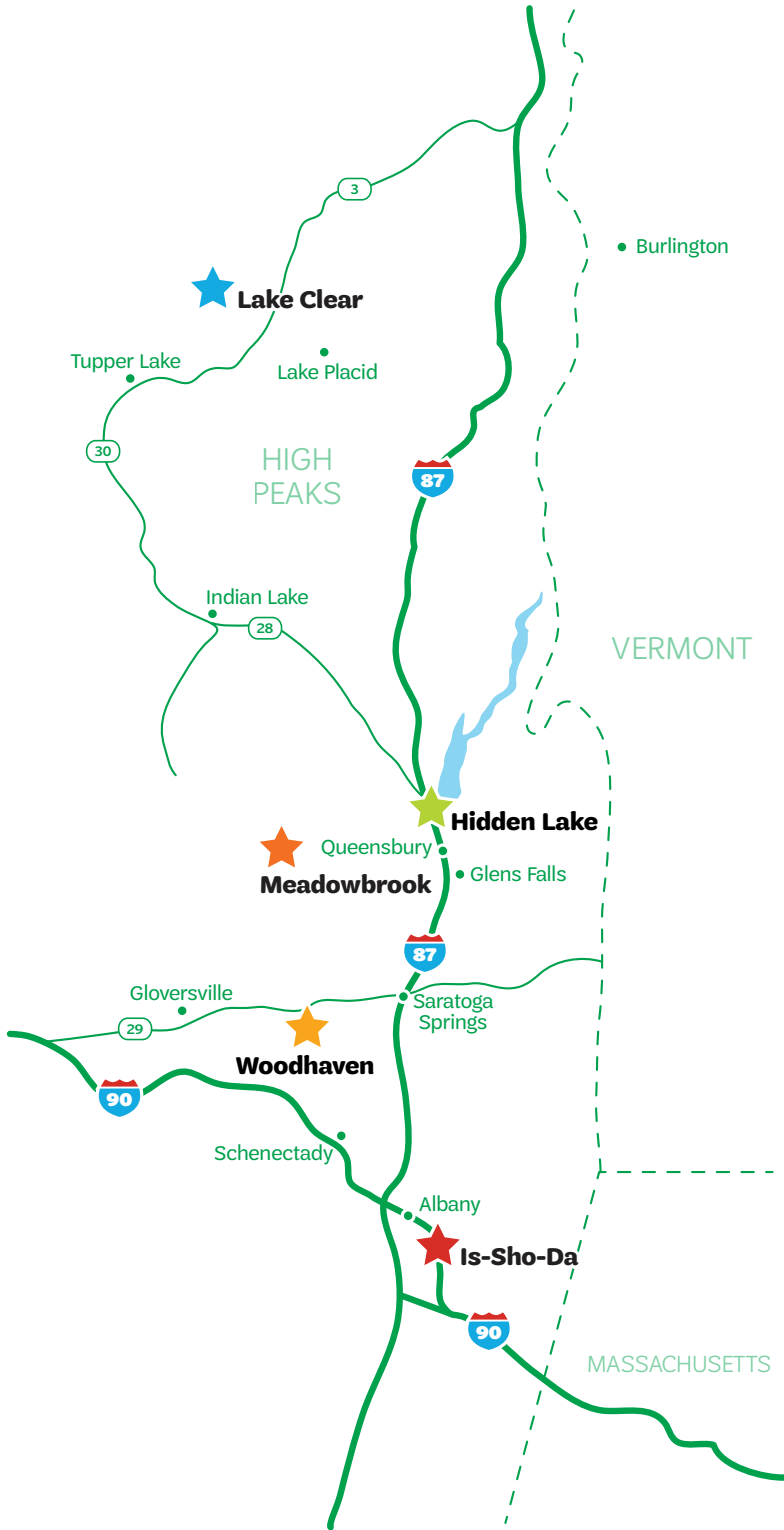 3
Burlington
Lake Clear
Tupper Lake
Lake Placid
30
HIGH
PEAKS
87
Indian Lake
28
VERMONT
Hidden Lake
Queensbury
Meadowbrook
Glens Falls
87
Gloversville
Saratoga
Springs
29
Woodhaven
90
Schenectady
Albany
Is-Sho-Da
90
MASSACHUSETTS